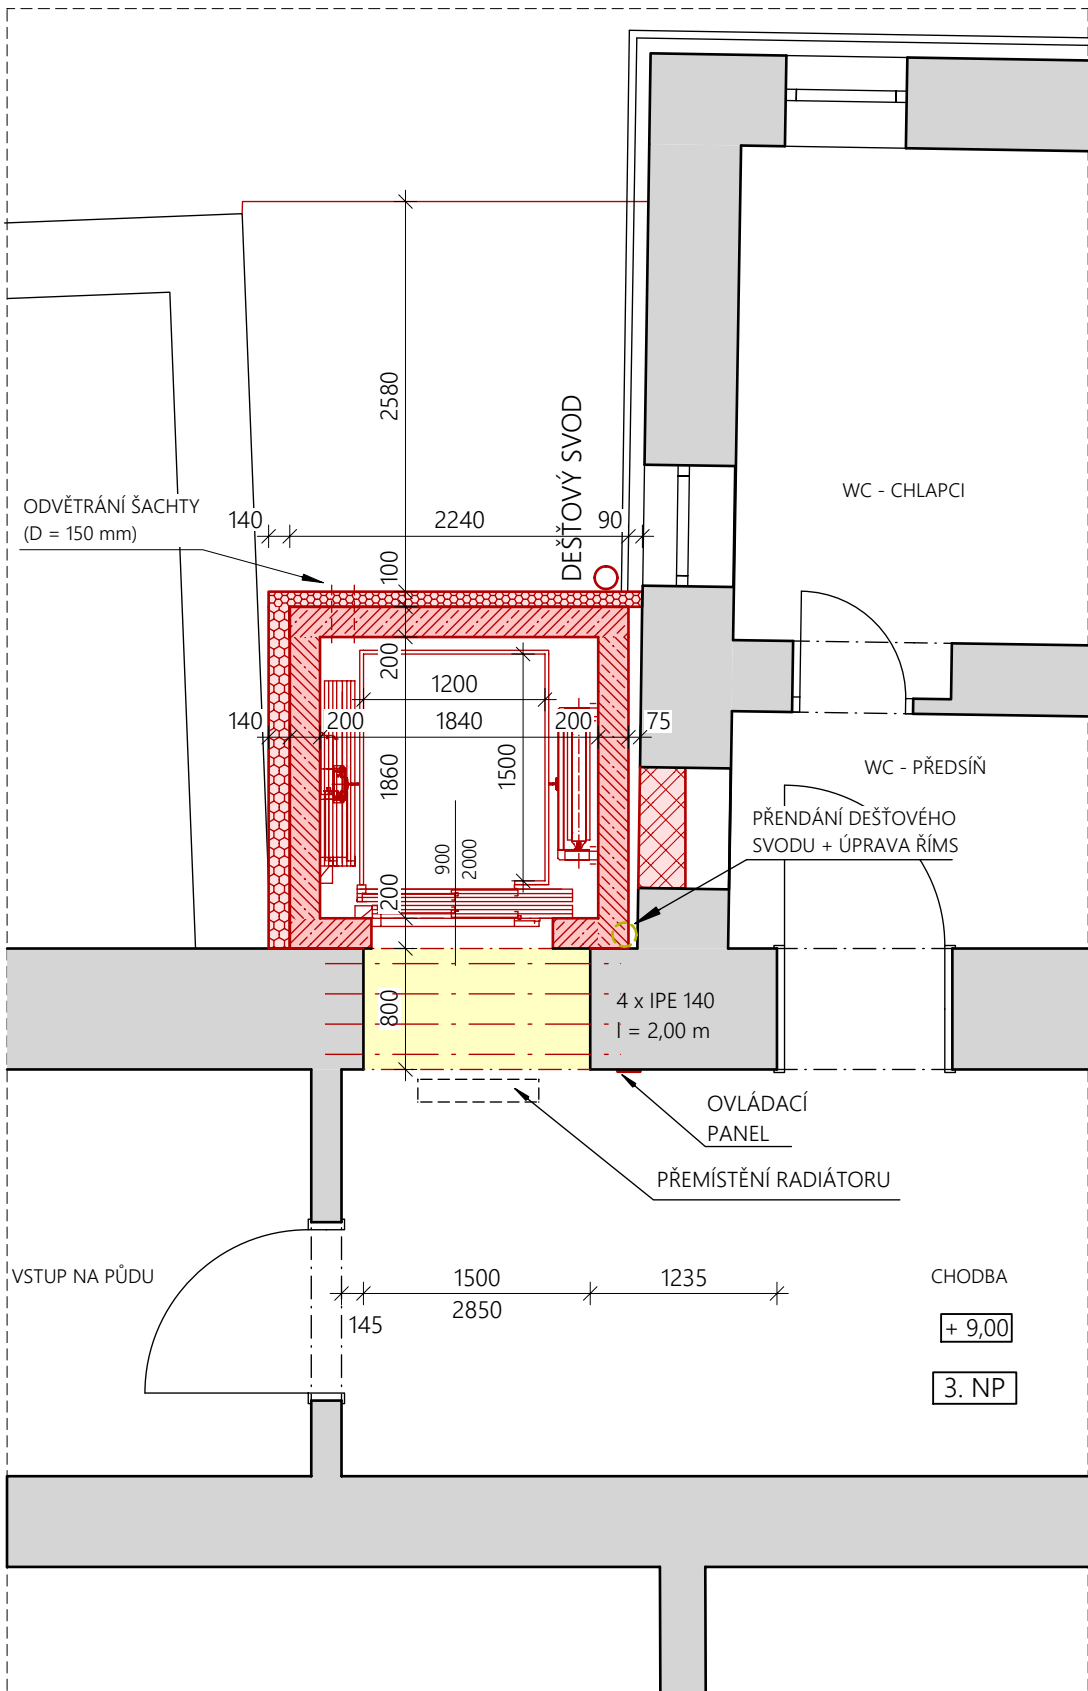 2580
DEŠŤOVÝ SVOD
WC - CHLAPCI
ODVĚTRÁNÍ ŠACHTY
(D = 150 mm)
140
2240
90
100
200
1200
140
200
1840
200
75
1860
1500
WC - PŘEDSÍŇ
PŘENDÁNÍ DEŠŤOVÉHO
SVODU + ÚPRAVA ŘÍMS
900
2000
200
800
4 x IPE 140
l = 2,00 m
OVLÁDACÍ
PANEL
PŘEMÍSTĚNÍ RADIÁTORU
VSTUP NA PŮDU
1500
1235
CHODBA
2850
145
+ 9,00
3. NP